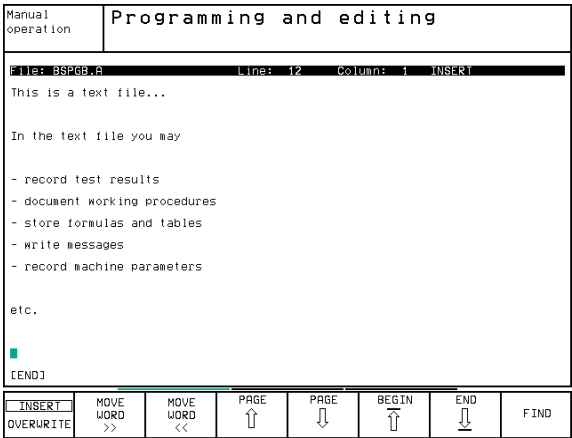 Manual
operation
Programming and editing
File: BSPGB.A Line: 12 Column: 1 INSERT
This is a text file...
In the text file you may
- record test results
- document working procedures
- store formulas and tables
- write messages
- record machine parameters
etc.
[END]
INSERT
OVERWRITE
MOVE
WORD
>>
MOVE
WORD
<<
PAGE
PAGE
BEGIN
END
FIND